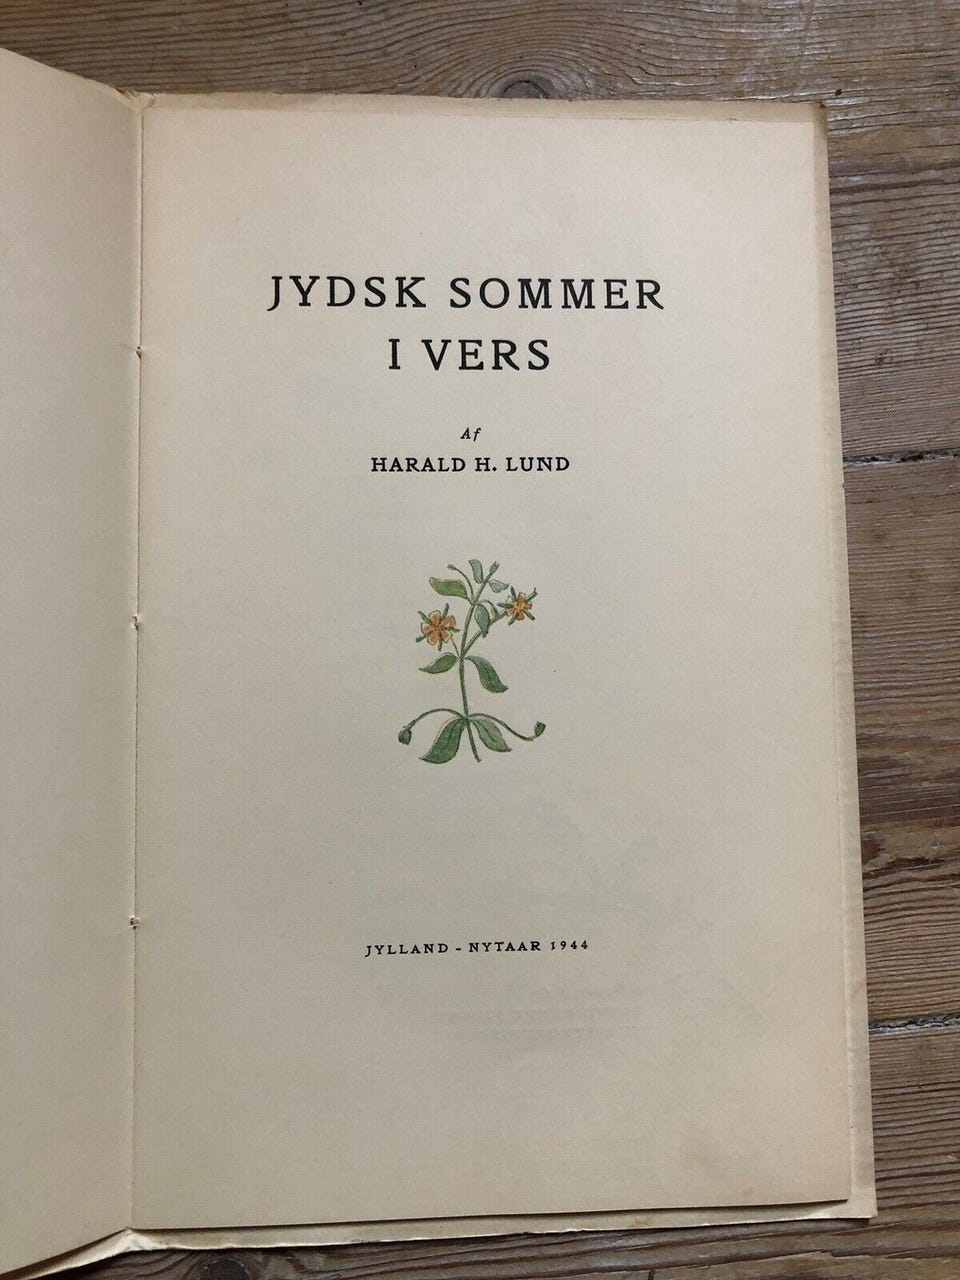 JYDSK SOMMER
I VERS
Af
HARALD H. LUND
JYLLAND - NYTAAR 1944